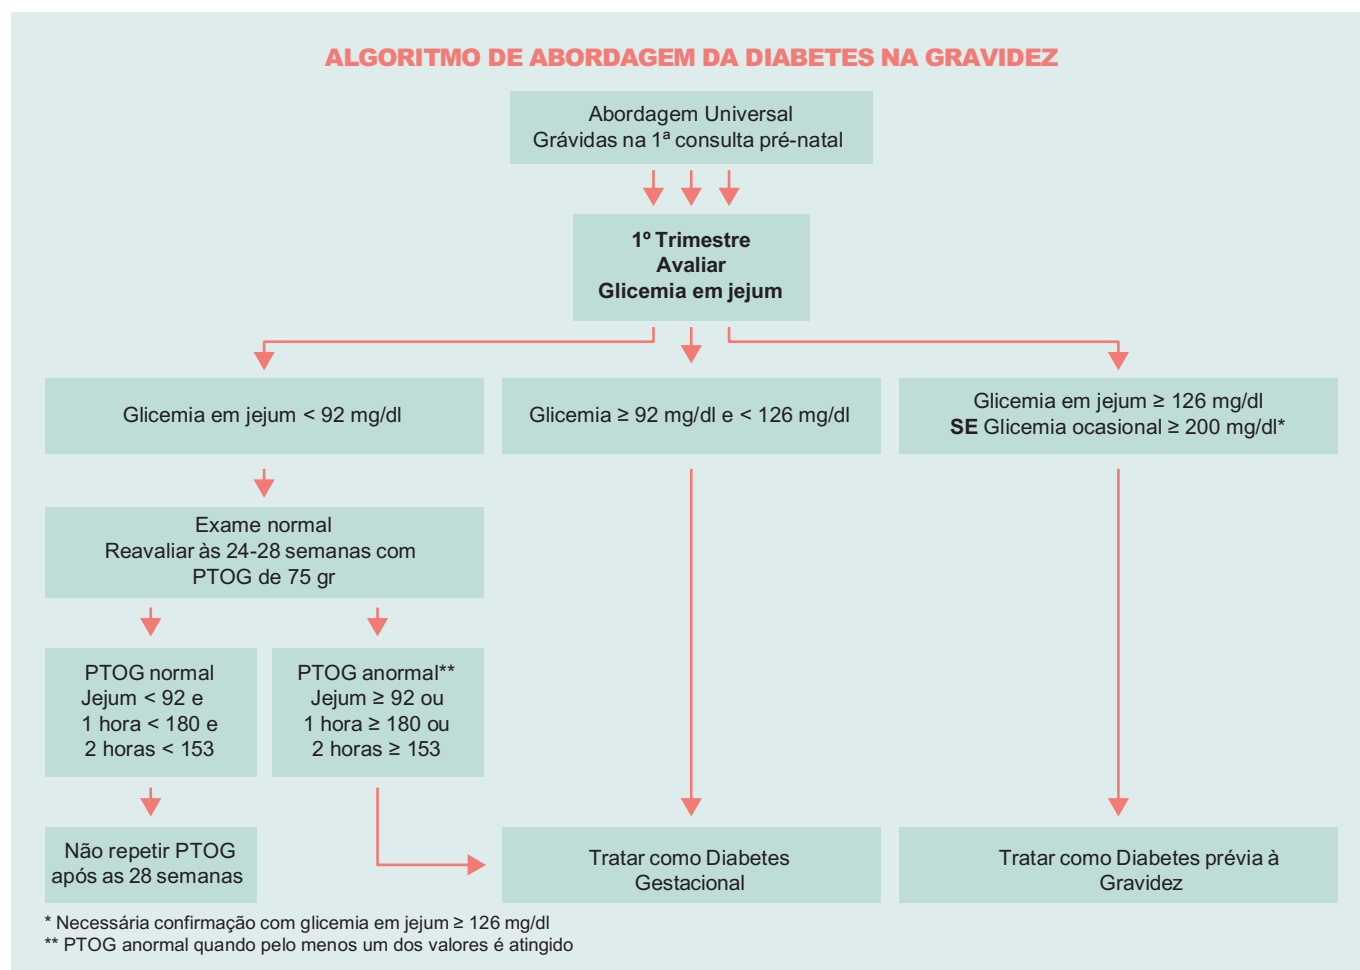 ALGORITMO DE ABORDAGEM DA DIABETES NA GRAVIDEZ
Abordagem Universal
Grávidas na 1ª consulta pré-natal
1º Trimestre
Avaliar
Glicemia em jejum
Glicemia em jejum < 92 mg/dl
Glicemia ≥ 92 mg/dl e < 126 mg/dl
Glicemia em jejum ≥ 126 mg/dl
SE Glicemia ocasional ≥ 200 mg/dl*
Exame normal
Reavaliar às 24-28 semanas com
PTOG de 75 gr
PTOG normal
Jejum < 92 e
1 hora < 180 e
2 horas < 153
PTOG anormal**
Jejum ≥ 92 ou
1 hora ≥ 180 ou
2 horas ≥ 153
Não repetir PTOG
após as 28 semanas
Tratar como Diabetes
Gestacional
Tratar como Diabetes prévia à
Gravidez
* Necessária confirmação com glicemia em jejum ≥ 126 mg/dl
** PTOG anormal quando pelo menos um dos valores é atingido